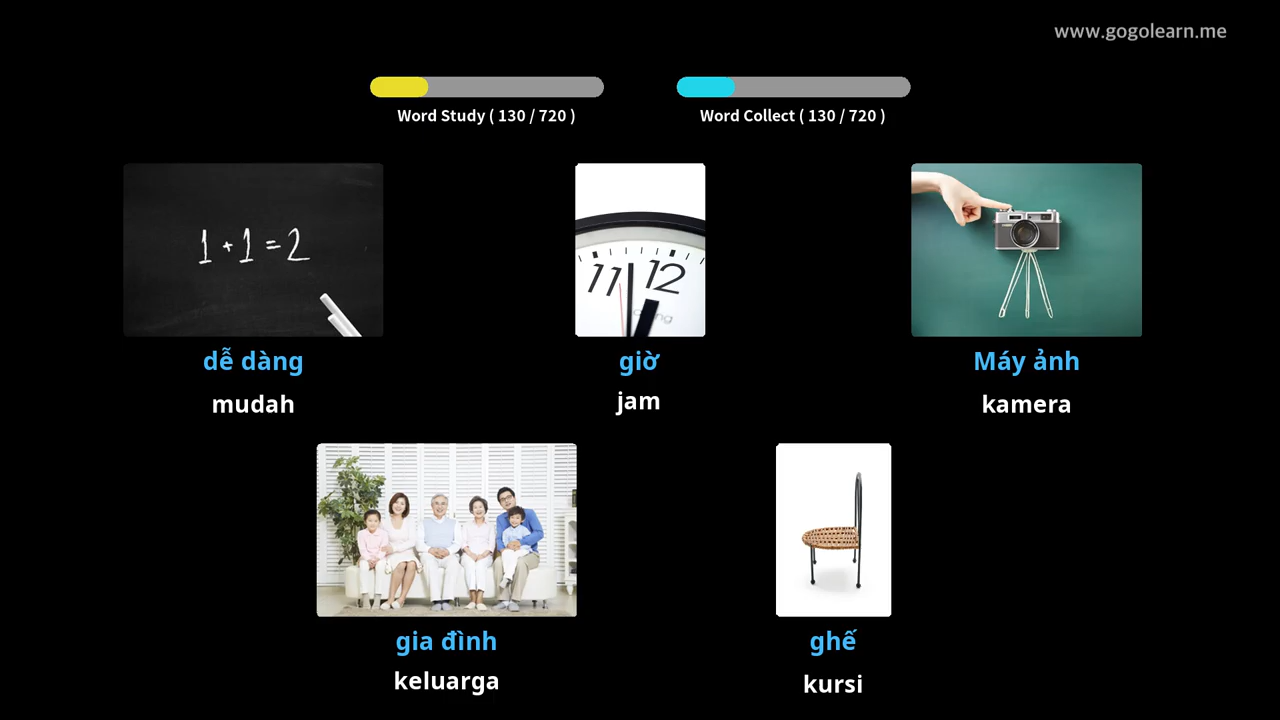 www.gogolearn.me
Word Study ( 130 / 720 )
Word Collect ( 130 / 720 )
1 + 1 = 2
11 12
dễ dàng
mudah
giờ
jam
Máy ảnh
kamera
gia đình
keluarga
ghế
kursi